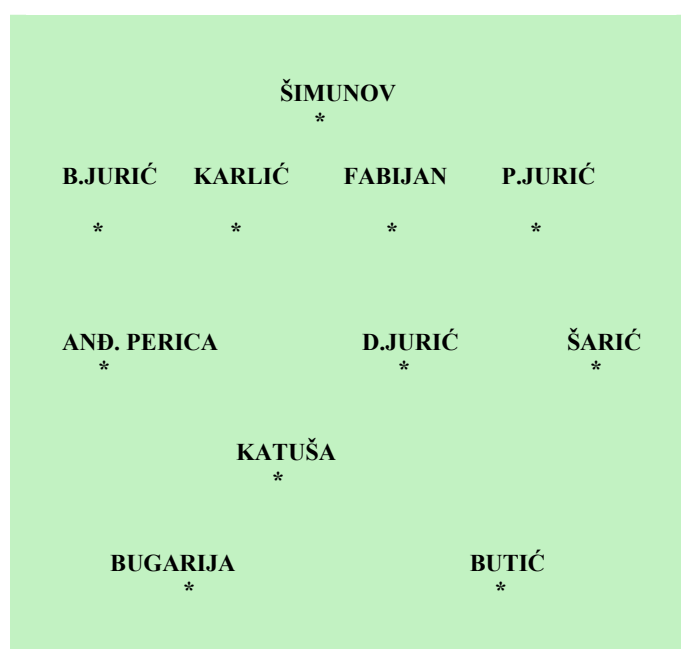 ŠIMUNOV
*
B.JURIĆ KARLIĆ FABIJAN P.JURIĆ
* * * *
ANĐ. PERICA D.JURIĆ ŠARIĆ
* * *
KATUŠA
*
BUGARIJA BUTIĆ
* *